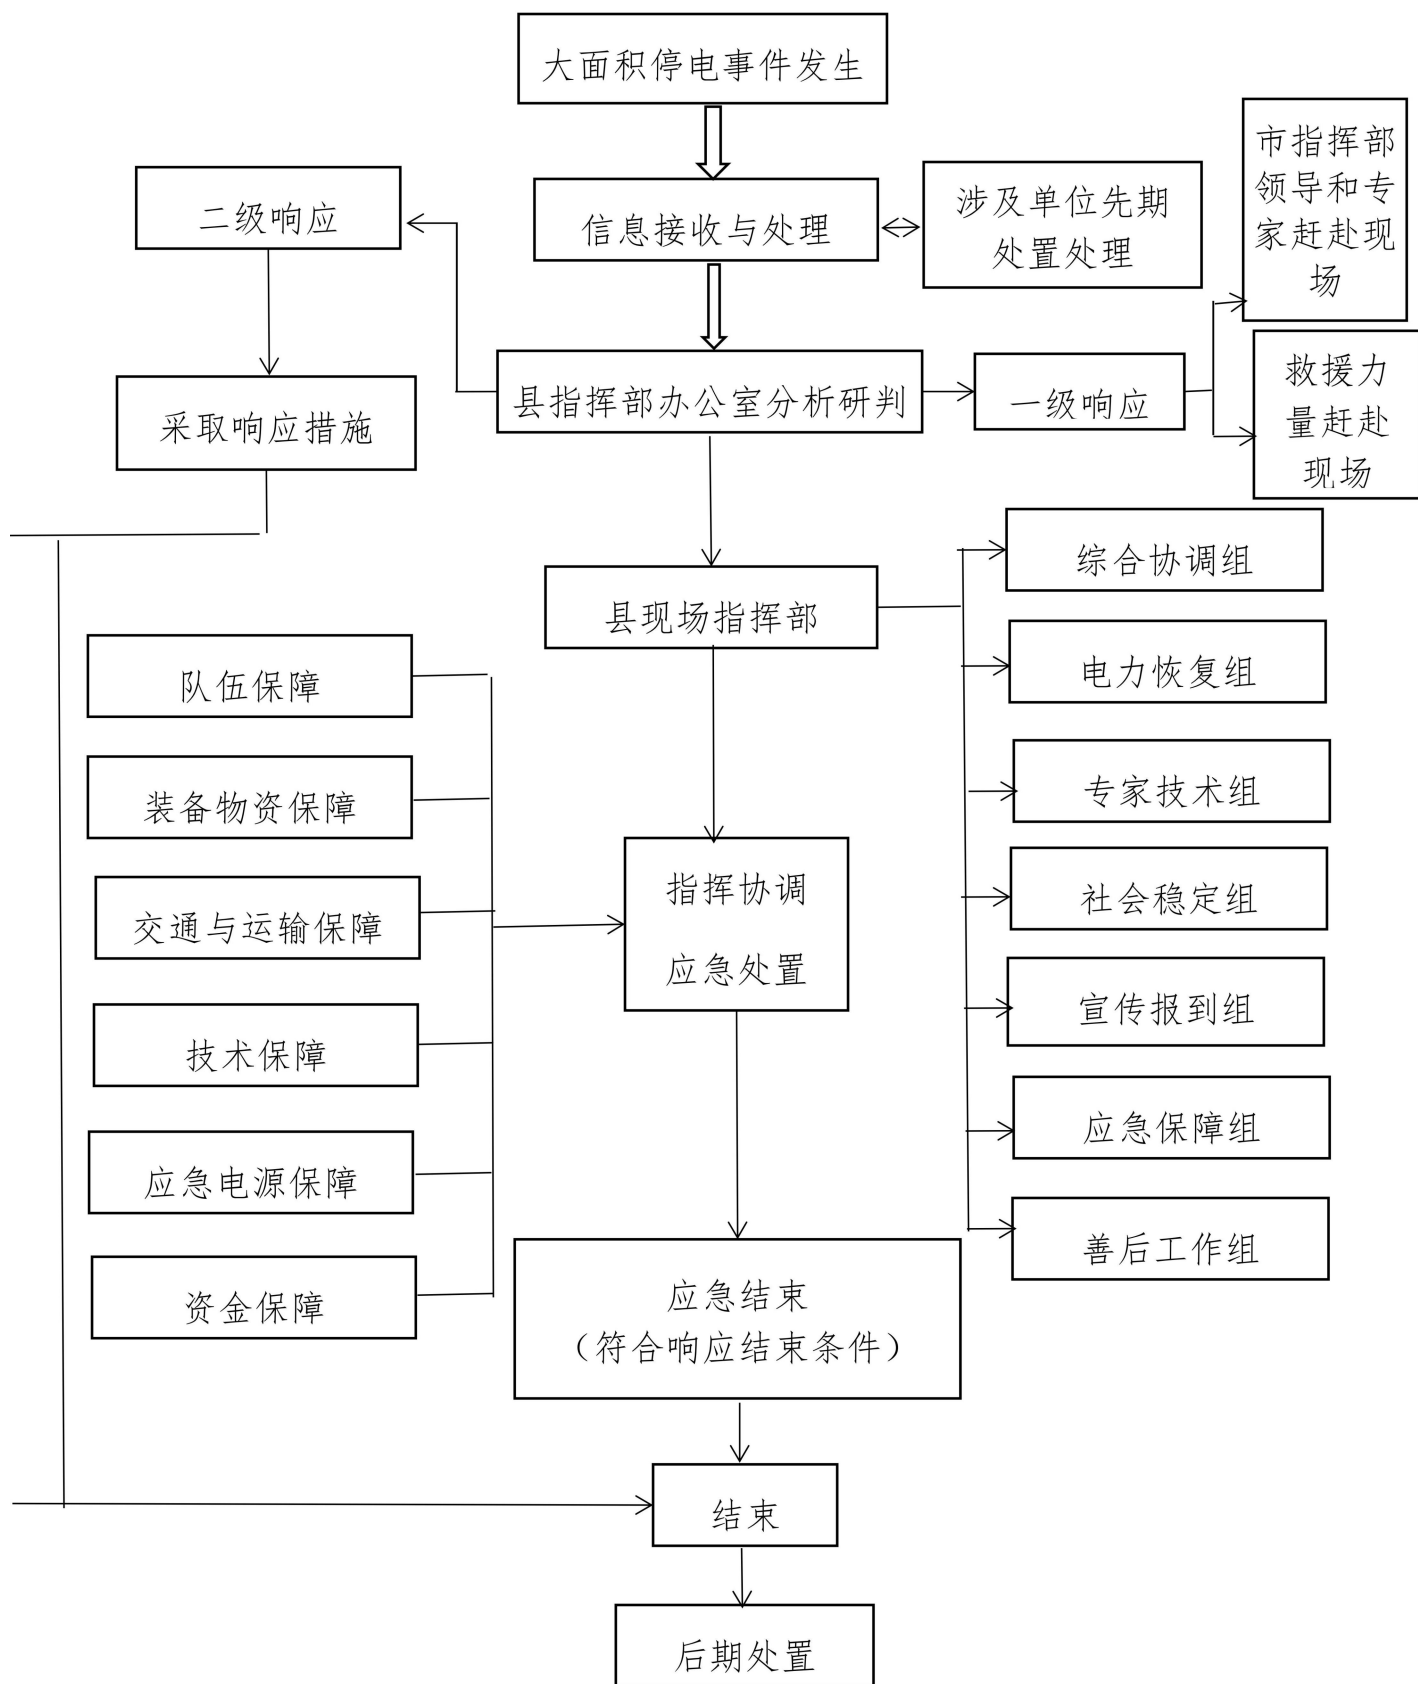 大面积停电事件发生
市指挥部
领导和专
家赶赴现
场
二级响应
信息接收与处理
涉及单位先期
处置处理
县指挥部办公室分析研判
一级响应
救援力
量赶赴
现场
采取响应措施
县现场指挥部
综合协调组
电力恢复组
专家技术组
社会稳定组
宣传报到组
应急保障组
善后工作组
队伍保障
装备物资保障
交通与运输保障
技术保障
应急电源保障
资金保障
指挥协调
应急处置
应急结束
（符合响应结束条件）
结束
后期处置